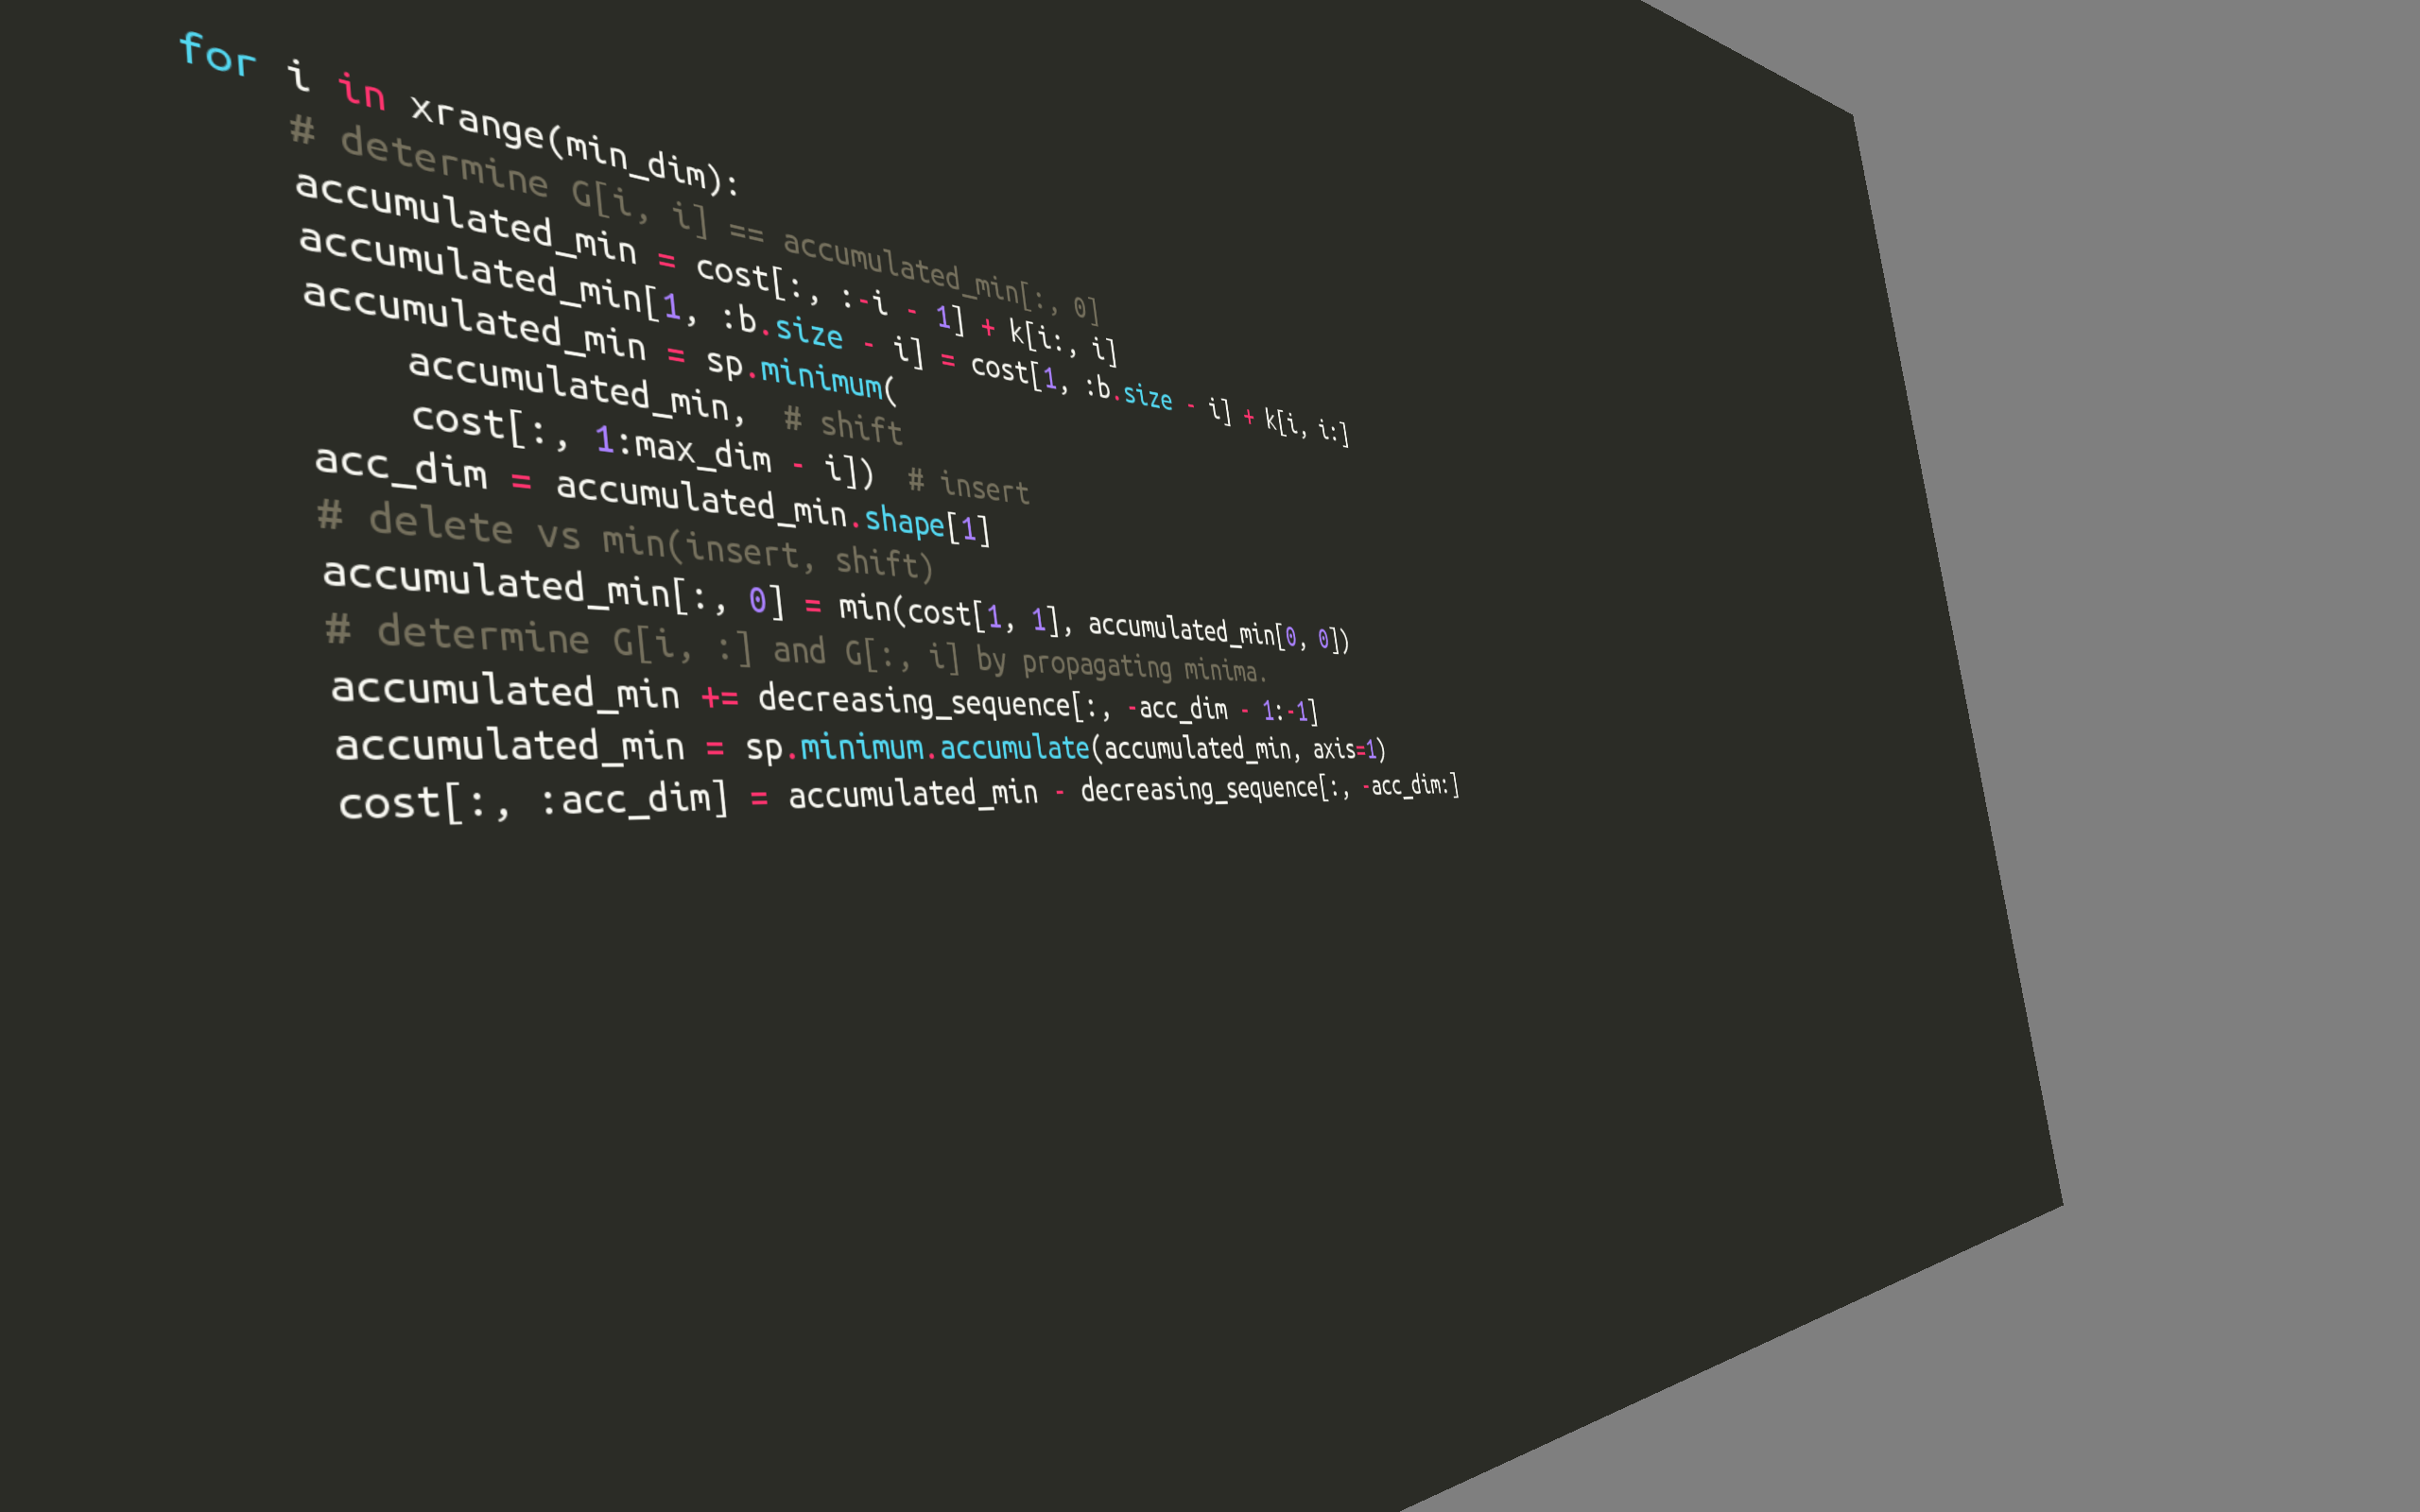 for i in xrange(min_dim):
    # determine G[i, i] == accumulated_min[:, 0]
    accumulated_min = cost[:, :-i - 1] + k[i:, i]
    accumulated_min[1, :b.size - i] = cost[1, :b.size - i] + k[i, i:]
    accumulated_min = sp.minimum(
        accumulated_min,  # shift
        cost[:, 1:max_dim - i])  # insert
    acc_dim = accumulated_min.shape[1]
    # delete vs min(insert, shift)
    accumulated_min[:, 0] = min(cost[1, 1], accumulated_min[0, 0])
    # determine G[i, :] and G[:, i] by propagating minima.
    accumulated_min += decreasing_sequence[:, -acc_dim - 1:-1]
    accumulated_min = sp.minimum.accumulate(accumulated_min, axis=1)
    cost[:, :acc_dim] = accumulated_min - decreasing_sequence[:, -acc_dim:]